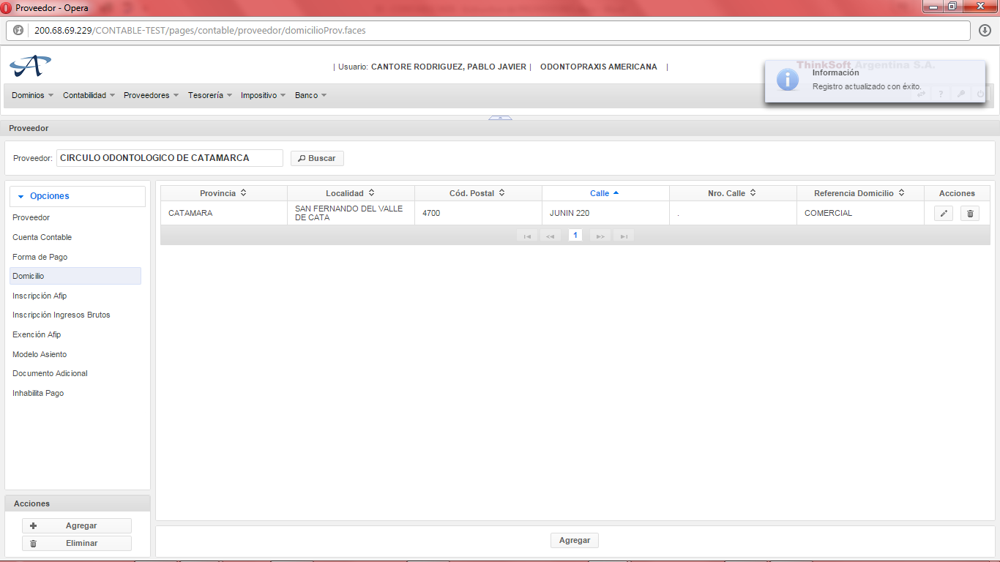 Proveedor - Opera
200.68.69.229/CONTABLE-TEST/pages/contable/proveedor/domicilioProv.faces
| Usuario: CANTORE RODRIGUEZ, PABLO JAVIER | ODONTOPRAXIS AMERICANA |
ThinkSoft Argentina S.A.
Información
Registro actualizado con éxito.
Dominios Contabilidad Proveedores Tesorería Impositivo Banco
Proveedor
Proveedor: CIRCULO ODONTOLOGICO DE CATAMARCA Buscar
Opciones
Proveedor
Cuenta Contable
Forma de Pago
Domicilio
Inscripción Afip
Inscripción Ingresos Brutos
Exención Afip
Modelo Asiento
Documento Adicional
Inhabilita Pago
Provincia Localidad Cód. Postal Calle Nro. Calle Referencia Domicilio Acciones
CATAMARA SAN FERNANDO DEL VALLE 4700 JUNIN 220 . COMERCIAL
DE CATA
1
Acciones
Agregar
Eliminar
Agregar